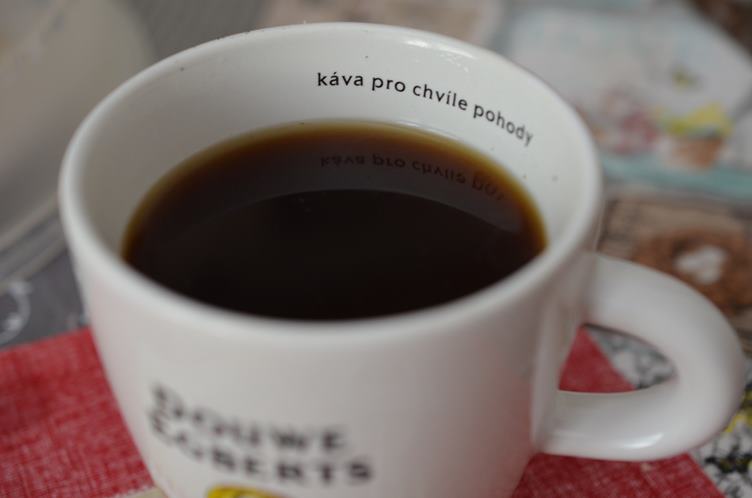 káva pro chvíle pohody
DOUWE
EGBERTS